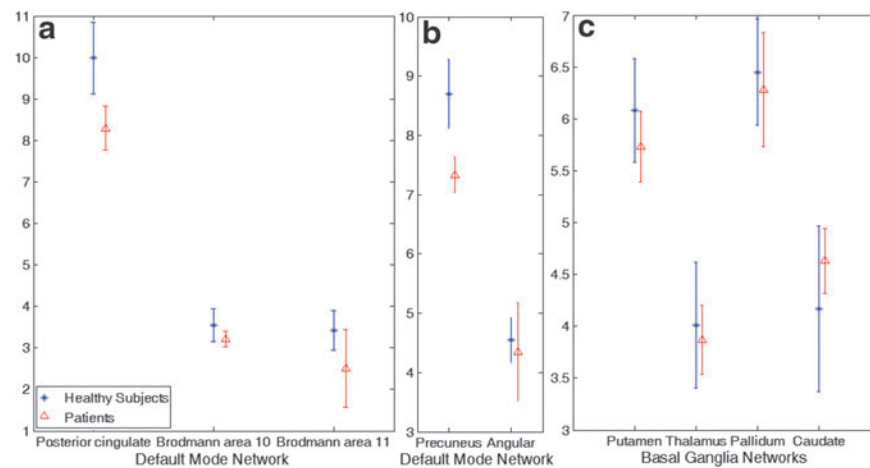 a
11
10
9
8
7
6
5
4
3
2
1
Healthy Subjects
Patients
Posterior cingulate Brodmann area 10 Brodmann area 11
Default Mode Network
b
10
9
8
7
6
5
4
3
Precuneus Angular
Default Mode Network
c
7
6.5
6
5.5
5
4.5
4
3.5
3
Putamen Thalamus Pallidum Caudate
Basal Ganglia Networks